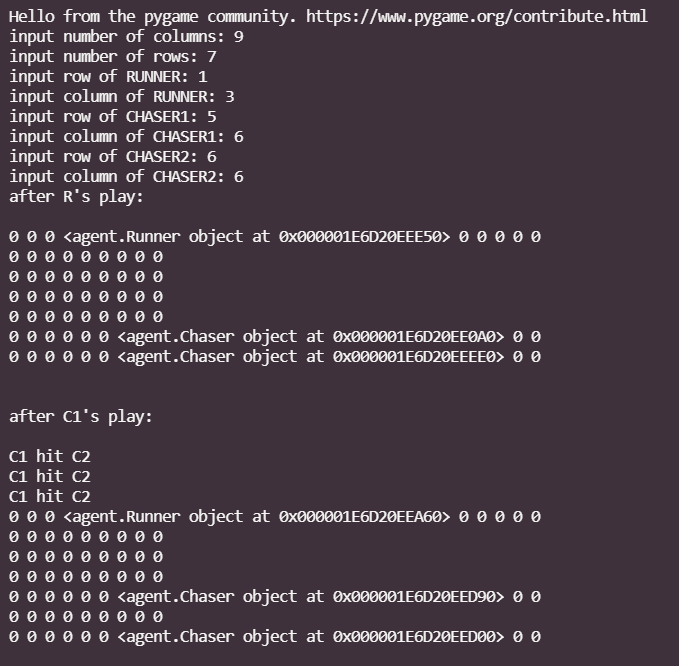 Hello from the pygame community. https://www.pygame.org/contribute.html
input number of columns: 9
input number of rows: 7
input row of RUNNER: 1
input column of RUNNER: 3
input row of CHASER1: 5
input column of CHASER1: 6
input row of CHASER2: 6
input column of CHASER2: 6
after R's play:
0 0 0 <agent.Runner object at 0x000001E6D20EEE50> 0 0 0 0 0
0 0 0 0 0 0 0 0 0
0 0 0 0 0 0 0 0 0
0 0 0 0 0 0 0 0 0
0 0 0 0 0 0 0 0 0
0 0 0 0 0 0 <agent.Chaser object at 0x000001E6D20EE0A0> 0 0
0 0 0 0 0 0 <agent.Chaser object at 0x000001E6D20EEEE0> 0 0
after C1's play:
C1 hit C2
C1 hit C2
C1 hit C2
0 0 0 <agent.Runner object at 0x000001E6D20EEA60> 0 0 0 0 0
0 0 0 0 0 0 0 0 0
0 0 0 0 0 0 0 0 0
0 0 0 0 0 0 0 0 0
0 0 0 0 0 0 <agent.Chaser object at 0x000001E6D20EED90> 0 0
0 0 0 0 0 0 0 0 0
0 0 0 0 0 0 <agent.Chaser object at 0x000001E6D20EED00> 0 0